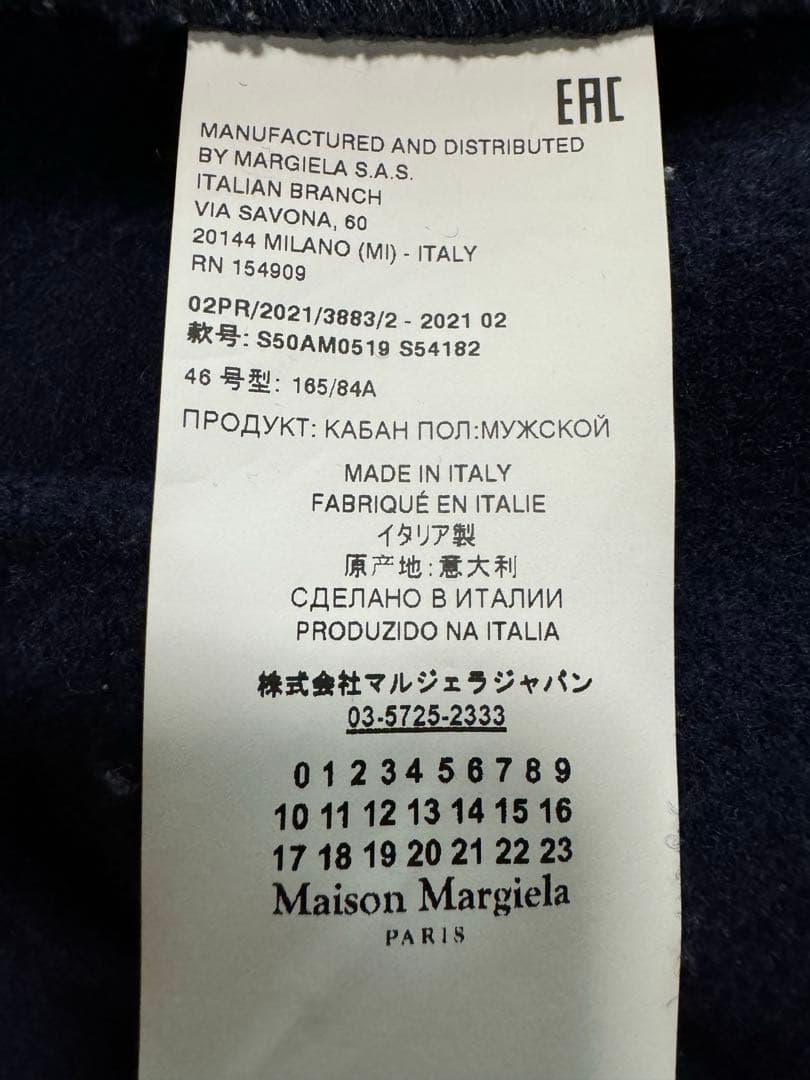 EAC
MANUFACTURED AND DISTRIBUTED
BY MARGIELA S.A.S.
ITALIAN BRANCH
VIA SAVONA, 60
20144 MILANO (MI) - ITALY
RN 154909
02PR/2021/3883/2 - 2021 02
款号: S50AM0519 S54182
46 号型: 165/84A
ПРОДУКТ: КАБАН ПОЛ:МУЖСКОЙ
MADE IN ITALY
FABRIQUÉ EN ITALIE
イタリア製
原产地:意大利
СДЕЛАНО В ИТАЛИИ
PRODUZIDO NA ITALIA
株式会社マルジェラジャパン
03-5725-2333
0 1 2 3 4 5 6 7 8 9
10 11 12 13 14 15 16
17 18 19 20 21 22 23
Maison Margiela
PARIS